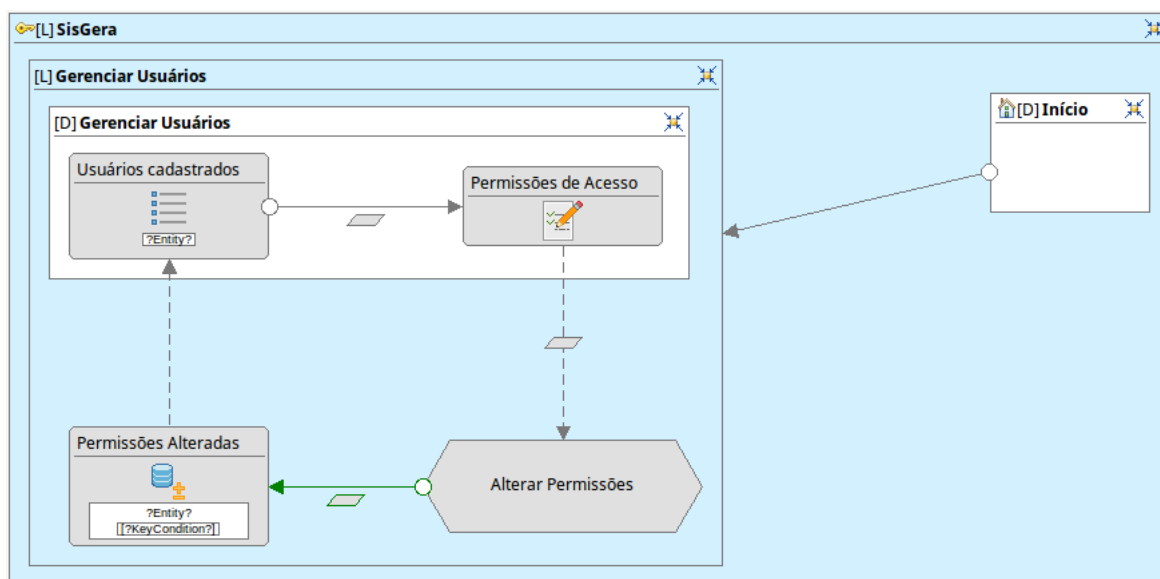 [L] SisGera
[L] Gerenciar Usuários
[D] Gerenciar Usuários
[D] Início
Usuários cadastrados
?Entity?
Permissões de Acesso
Permissões Alteradas
?Entity?
[?KeyCondition?]
Alterar Permissões